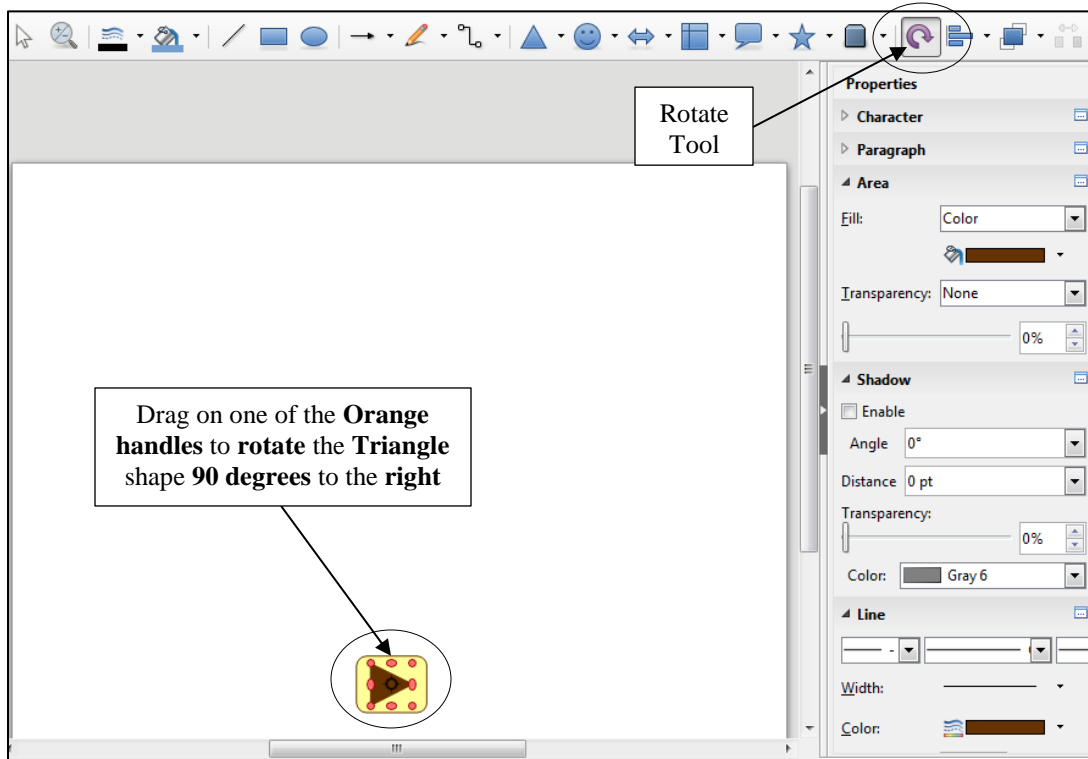 Rotate
Tool
Drag on one of the Orange
handles to rotate the Triangle
shape 90 degrees to the right
Properties
Character
Paragraph
Area
Fill:
Color
Transparency:
None
0%
Shadow
Enable
Angle
0°
Distance
0 pt
Transparency:
0%
Color:
Gray 6
Line
Width:
Color: